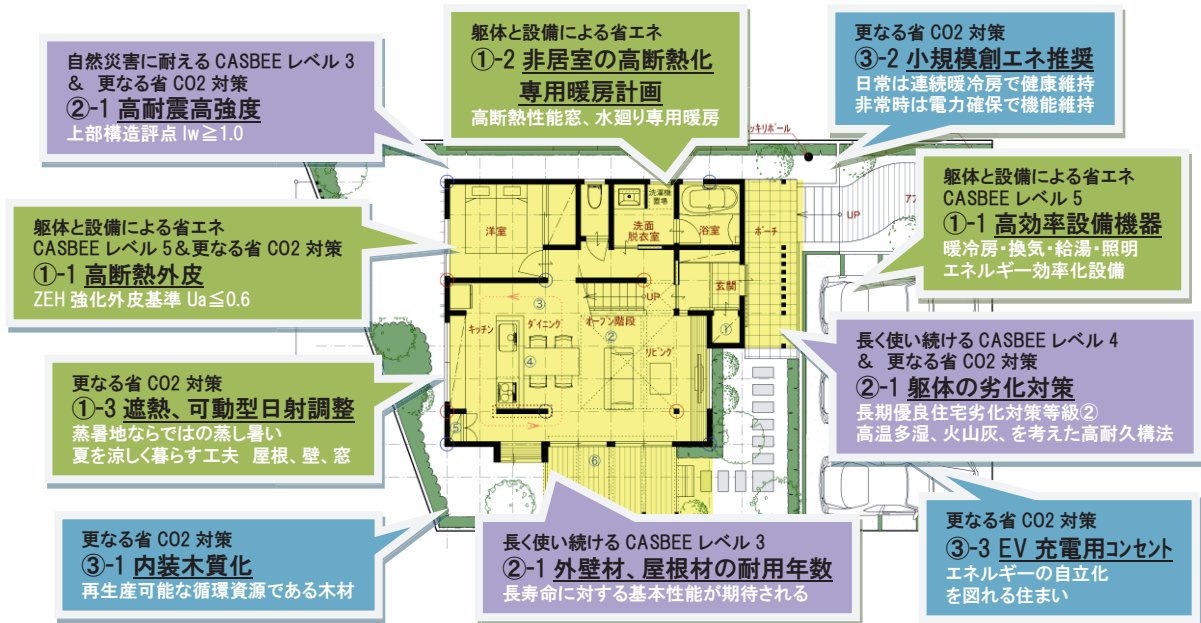 自然災害に耐える CASBEE レベル 3
& 更なる省 CO2 対策
②-1 高耐震高強度
上部構造評点 Iw≧1.0
躯体と設備による省エネ
①-2 非居室の高断熱化
専用暖房計画
高断熱性能窓、水廻り専用暖房
更なる省 CO2 対策
③-2 小規模創エネ推奨
日常は連続暖冷房で健康維持
非常時は電力確保で機能維持
躯体と設備による省エネ
CASBEE レベル 5&更なる省 CO2 対策
①-1 高断熱外皮
ZEH 強化外皮基準 Ua≦0.6
躯体と設備による省エネ
CASBEE レベル 5
①-1 高効率設備機器
暖冷房・換気・給湯・照明
エネルギー効率化設備
更なる省 CO2 対策
①-3 遮熱、可動型日射調整
蒸暑地ならではの蒸し暑い
夏を涼しく暮らす工夫 屋根、壁、窓
長く使い続ける CASBEE レベル 4
& 更なる省 CO2 対策
②-1 躯体の劣化対策
長期優良住宅劣化対策等級②
高温多湿、火山灰、を考えた高耐久構法
更なる省 CO2 対策
③-1 内装木質化
再生産可能な循環資源である木材
長く使い続ける CASBEE レベル 3
②-1 外壁材、屋根材の耐用年数
長寿命に対する基本性能が期待される
更なる省 CO2 対策
③-3 EV 充電用コンセント
エネルギーの自立化
を図れる住まい
ッキリポール
洋室
洗濯機
置場
洗面
脱衣室
浴室
ポーチ
UP
ア
玄関
UP
③
キッチン
ダイニング
オープン階段
②
リビング
①
④
⑤
⑥